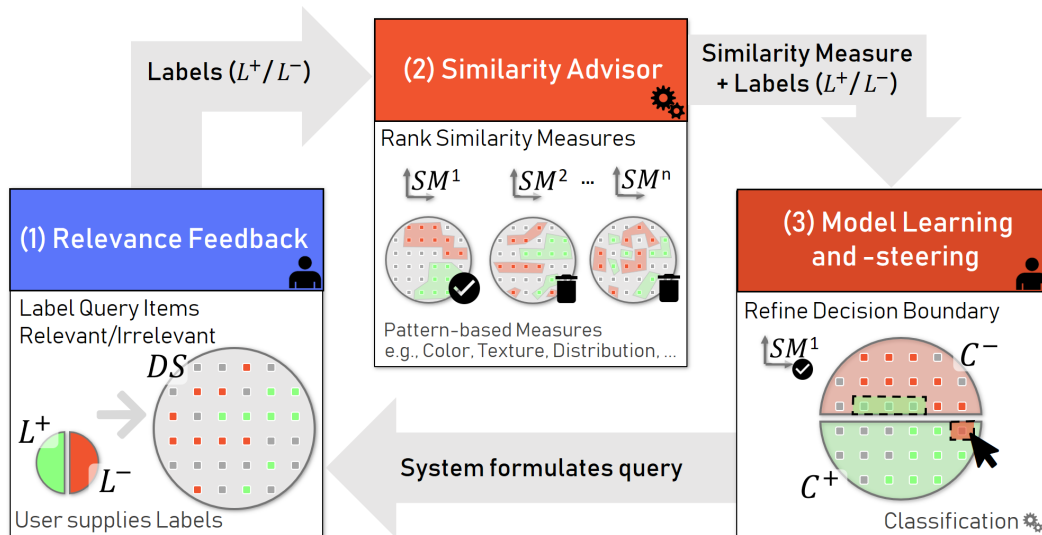 Labels (L⁺/L⁻)
(2) Similarity Advisor
Similarity Measure
+ Labels (L⁺/L⁻)
Rank Similarity Measures
SM¹
SM²
...
SMⁿ
Pattern-based Measures
e.g., Color, Texture, Distribution, ...
(1) Relevance Feedback
Label Query Items
Relevant/Irrelevant
DS
L⁺
L⁻
User supplies Labels
(3) Model Learning
and -steering
Refine Decision Boundary
SM¹
C⁻
C⁺
Classification
System formulates query